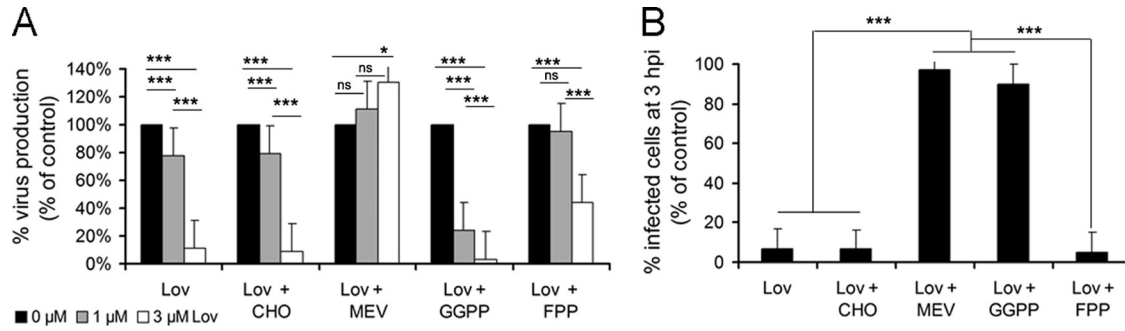 A
% virus production
(% of control)
140%
120%
100%
80%
60%
40%
20%
0%
***
***
***
***
***
***
ns
ns
*
***
***
***
***
ns
***
Lov
Lov +
CHO
Lov +
MEV
Lov +
GGPP
Lov +
FPP
0 µM 1 µM 3 µM Lov
B
% infected cells at 3 hpi
(% of control)
100
80
60
40
20
0
***
***
Lov
Lov +
CHO
Lov +
MEV
Lov +
GGPP
Lov +
FPP